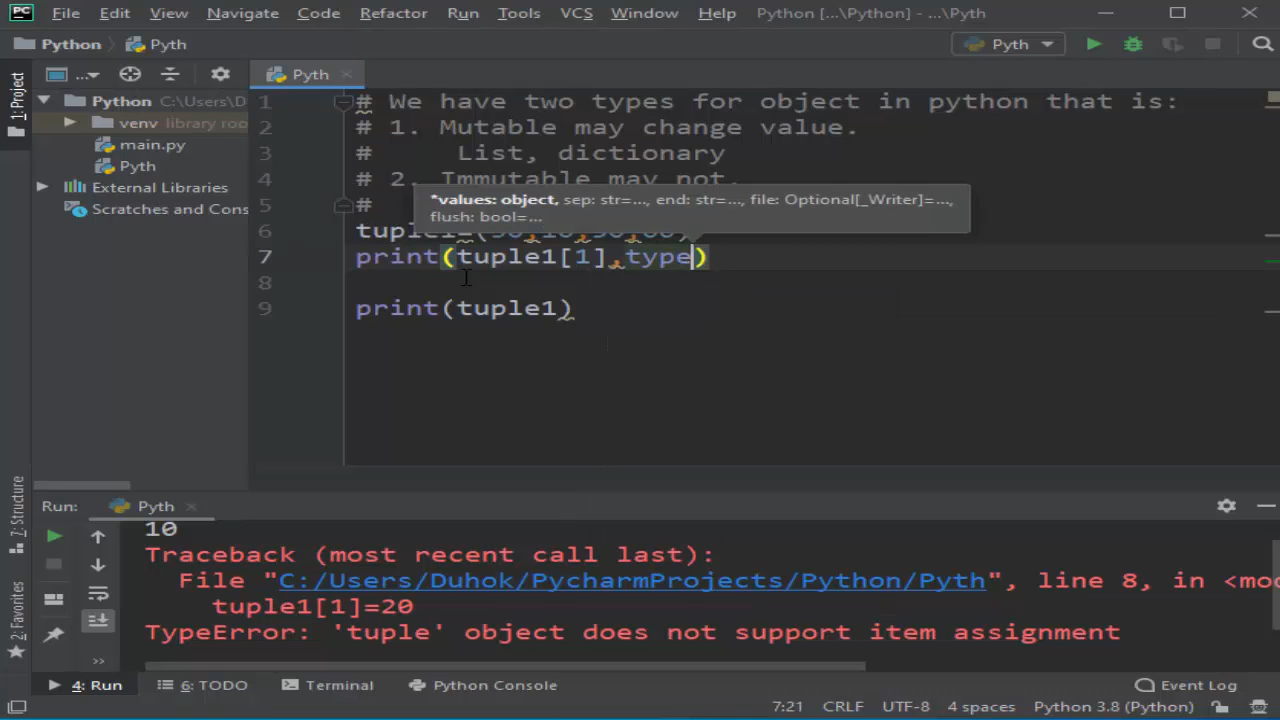 PC File Edit View Navigate Code Refactor Run Tools VCS Window Help Python [...\Python] - ...\Pyth
Python Pyth Pyth
1: Project
... Pyth
Python C:\Users\D
venv library roo
main.py
Pyth
External Libraries
Scratches and Cons
1 # We have two types for object in python that is:
2 # 1. Mutable may change value.
3 # List, dictionary
4 # 2. Immutable may not.
5 #
*values: object, sep: str=..., end: str=..., file: Optional[_Writer]=...,
flush: bool=...
6
7 print(tuple1[1],type)
8
9 print(tuple1)
7: Structure
2: Favorites
Run: Pyth
10
Traceback (most recent call last):
File "C:/Users/Duhok/PycharmProjects/Python/Pyth", line 8, in <mod
tuple1[1]=20
TypeError: 'tuple' object does not support item assignment
>>
4: Run 6: TODO Terminal Python Console Event Log
7:21 CRLF UTF-8 4 spaces Python 3.8 (Python)